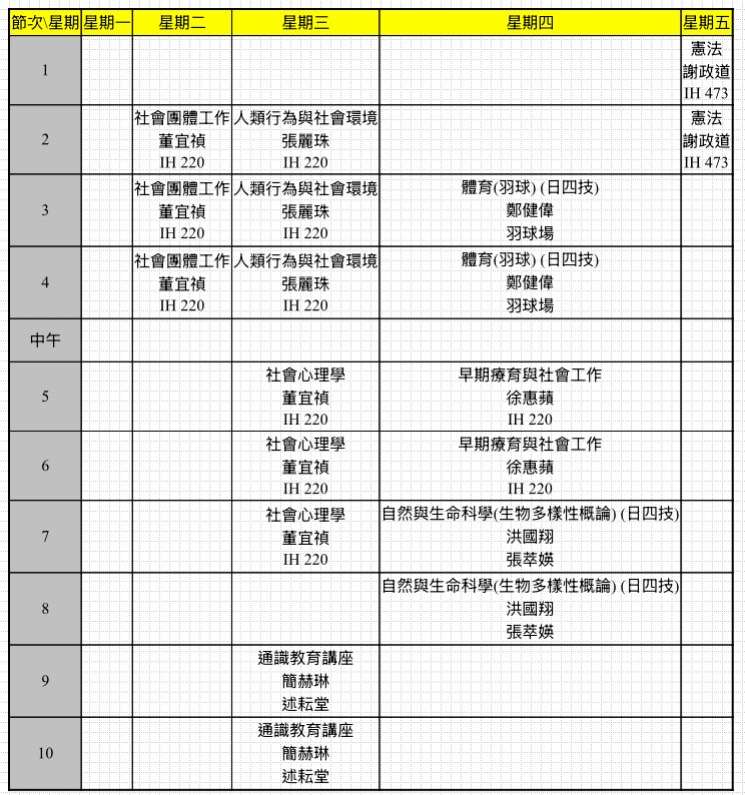 節次\星期 星期一 星期二 星期三 星期四 星期五
憲法
1 謝政道
IH 473
社會團體工作 人類行為與社會環境 憲法
2 董宜禎 張麗珠 謝政道
IH 220 IH 220 IH 473
社會團體工作 人類行為與社會環境 體育(羽球) (日四技)
3 董宜禎 張麗珠 鄭健偉
IH 220 IH 220 羽球場
社會團體工作 人類行為與社會環境 體育(羽球) (日四技)
4 董宜禎 張麗珠 鄭健偉
IH 220 IH 220 羽球場
中午
社會心理學 早期療育與社會工作
5 董宜禎 徐惠蘋
IH 220 IH 220
社會心理學 早期療育與社會工作
6 董宜禎 徐惠蘋
IH 220 IH 220
社會心理學 自然與生命科學(生物多樣性概論) (日四技)
7 董宜禎 洪國翔
IH 220 張萃媖
自然與生命科學(生物多樣性概論) (日四技)
8 洪國翔
張萃媖
通識教育講座
9 簡赫琳
述耘堂
通識教育講座
10 簡赫琳
述耘堂